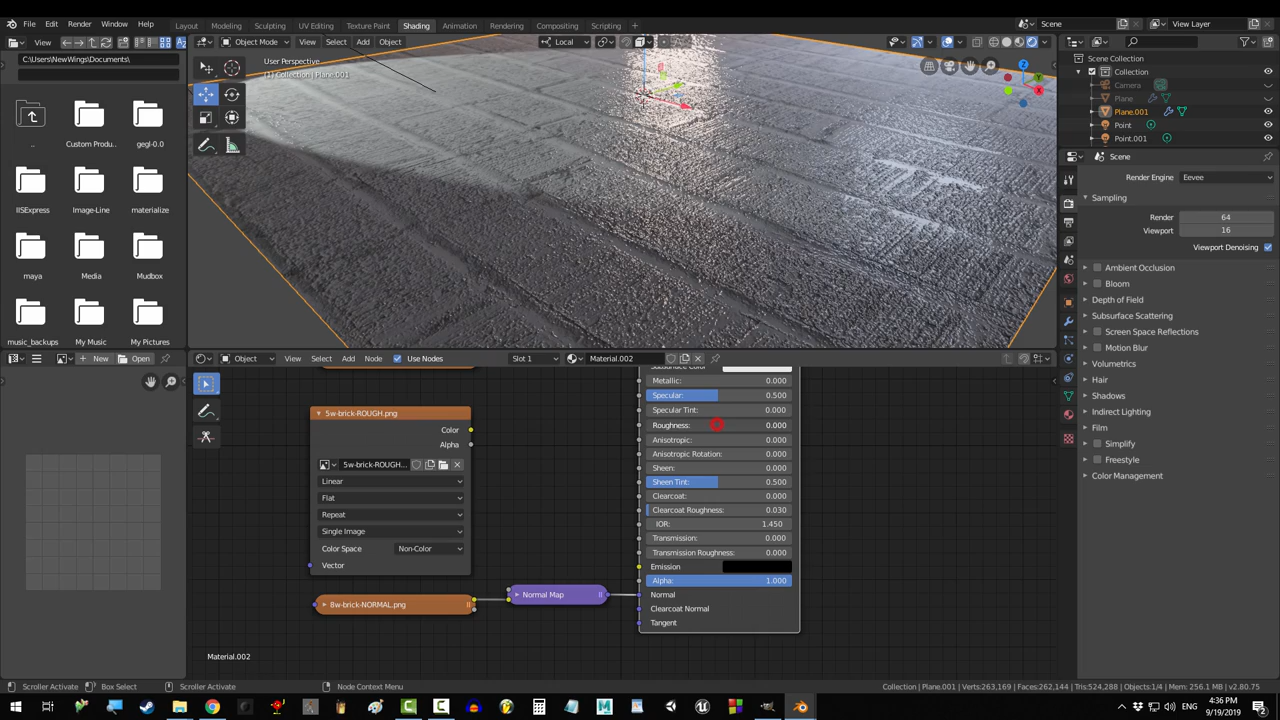 File Edit Render Window Help Layout Modeling Sculpting UV Editing Texture Paint Shading Animation Rendering Compositing Scripting + Scene View Layer
View Object Mode View Select Add Object Local
C:\Users\NewWings\Documents\
User Perspective
(1) Collection | Plane.001
Z
Y
X
Scene Collection
Collection
Camera
Plane
Plane.001
Point
Point.001
..
Custom Produ..
gegl-0.0
IISExpress
Image-Line
materialize
maya
Media
Mudbox
music_backups
My Music
My Pictures
Scene
Render Engine Eevee
Sampling
Render 64
Viewport 16
Viewport Denoising
Ambient Occlusion
Bloom
Depth of Field
Subsurface Scattering
Screen Space Reflections
Motion Blur
Volumetrics
Hair
Shadows
Indirect Lighting
Film
Simplify
Freestyle
Color Management
New Open
Object View Select Add Node Use Nodes Slot 1 Material.002
5w-brick-ROUGH.png
Color
Alpha
5w-brick-ROUGH...
Linear
Flat
Repeat
Single Image
Color Space Non-Color
Vector
8w-brick-NORMAL.png
Normal Map
Subsurface Color
Metallic: 0.000
Specular: 0.500
Specular Tint: 0.000
Roughness: 0.000
Anisotropic: 0.000
Anisotropic Rotation: 0.000
Sheen: 0.000
Sheen Tint: 0.500
Clearcoat: 0.000
Clearcoat Roughness: 0.030
IOR: 1.450
Transmission: 0.000
Transmission Roughness: 0.000
Emission
Alpha: 1.000
Normal
Clearcoat Normal
Tangent
Material.002
Scroller Activate Box Select Scroller Activate Node Context Menu Collection | Plane.001 | Verts:263,169 | Faces:262,144 | Tris:524,288 | Objects:1/4 | Mem: 256.1 MB | v2.80.75
ENG 4:36 PM
9/19/2019